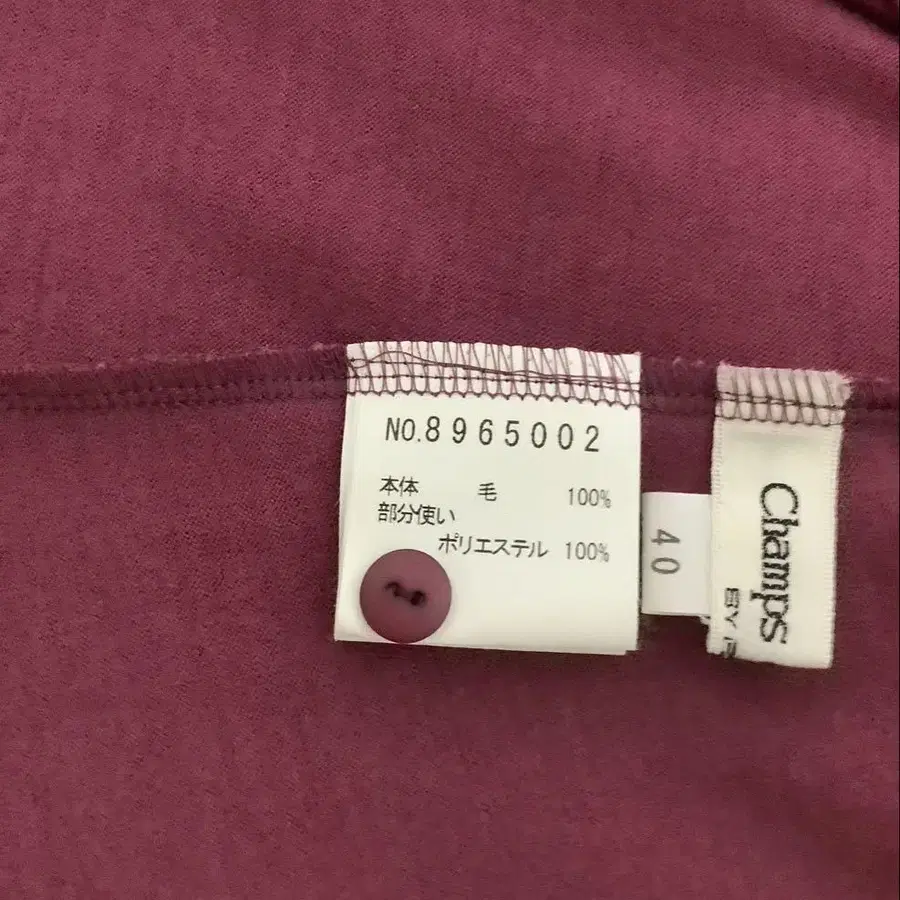 NO.8965002
本体 毛 100%
部分使い
ポリエステル 100%
40
Champs
BY